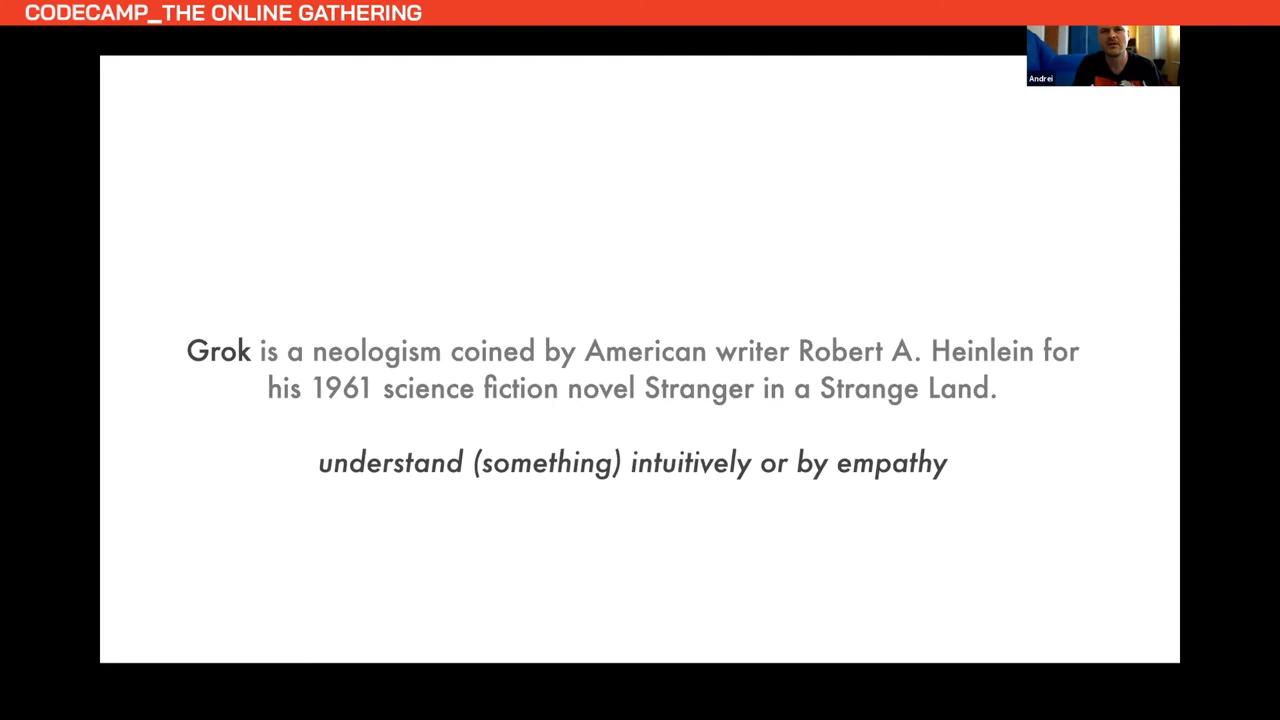 CODECAMP_THE ONLINE GATHERING
Andrei
Grok is a neologism coined by American writer Robert A. Heinlein for
his 1961 science fiction novel Stranger in a Strange Land.
understand (something) intuitively or by empathy